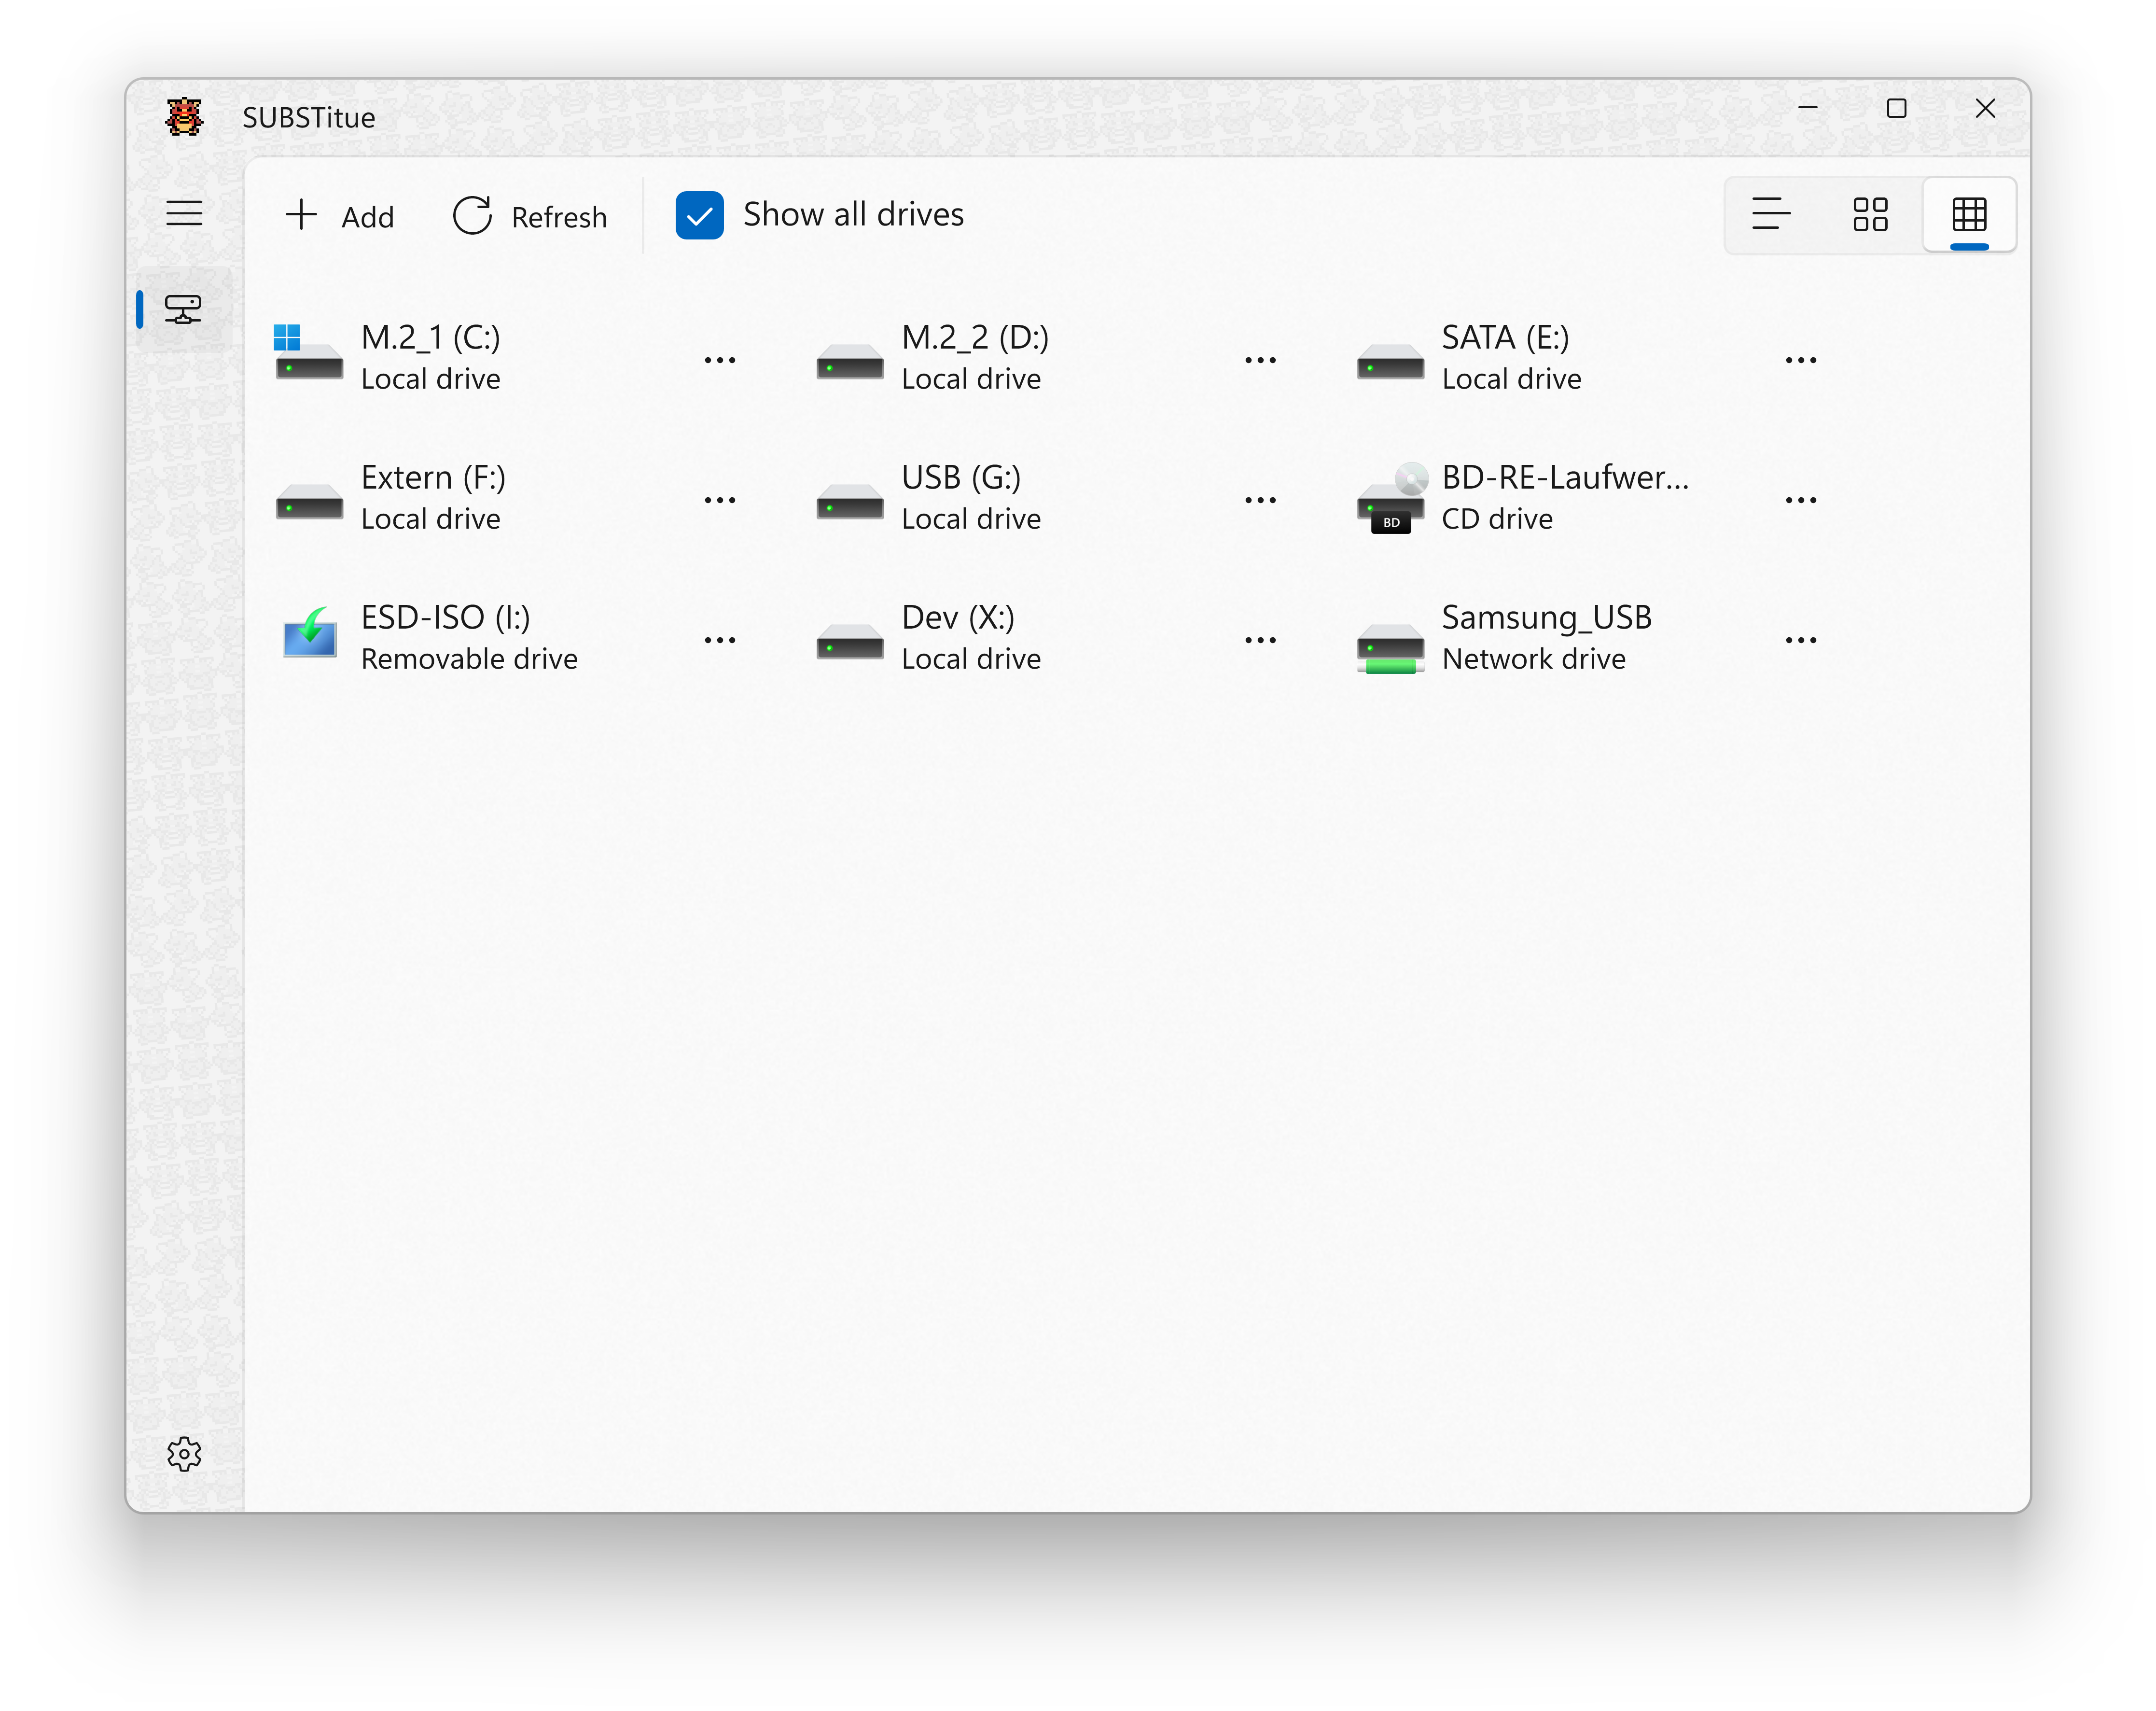 SUBSTitue
Add
Refresh
Show all drives
M.2_1 (C:)
Local drive
M.2_2 (D:)
Local drive
SATA (E:)
Local drive
Extern (F:)
Local drive
USB (G:)
Local drive
BD-RE-Laufwer...
CD drive
BD
ESD-ISO (I:)
Removable drive
Dev (X:)
Local drive
Samsung_USB
Network drive